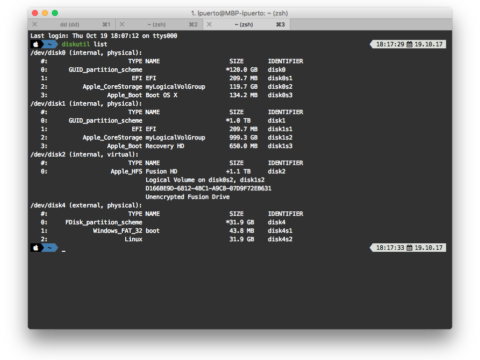 1. lpuerto@MBP-lpuerto: ~ (zsh)
× dd (dd) ⌘1 × ~ (zsh) ⌘2 × ~ (zsh) ⌘3
Last login: Thu Oct 19 18:07:12 on ttys000
~ diskutil list 18:17:29 19.10.17
/dev/disk0 (internal, physical):
#: TYPE NAME SIZE IDENTIFIER
0: GUID_partition_scheme *120.0 GB disk0
1: EFI EFI 209.7 MB disk0s1
2: Apple_CoreStorage myLogicalVolGroup 119.7 GB disk0s2
3: Apple_Boot Boot OS X 134.2 MB disk0s3
/dev/disk1 (internal, physical):
#: TYPE NAME SIZE IDENTIFIER
0: GUID_partition_scheme *1.0 TB disk1
1: EFI EFI 209.7 MB disk1s1
2: Apple_CoreStorage myLogicalVolGroup 999.3 GB disk1s2
3: Apple_Boot Recovery HD 650.0 MB disk1s3
/dev/disk2 (internal, virtual):
#: TYPE NAME SIZE IDENTIFIER
0: Apple_HFS Fusion HD +1.1 TB disk2
Logical Volume on disk0s2, disk1s2
Unencrypted Fusion Drive
/dev/disk4 (external, physical):
#: TYPE NAME SIZE IDENTIFIER
0: FDisk_partition_scheme *31.9 GB disk4
1: Windows_FAT_32 boot 43.8 MB disk4s1
2: Linux 31.9 GB disk4s2
~ 18:17:33 19.10.17